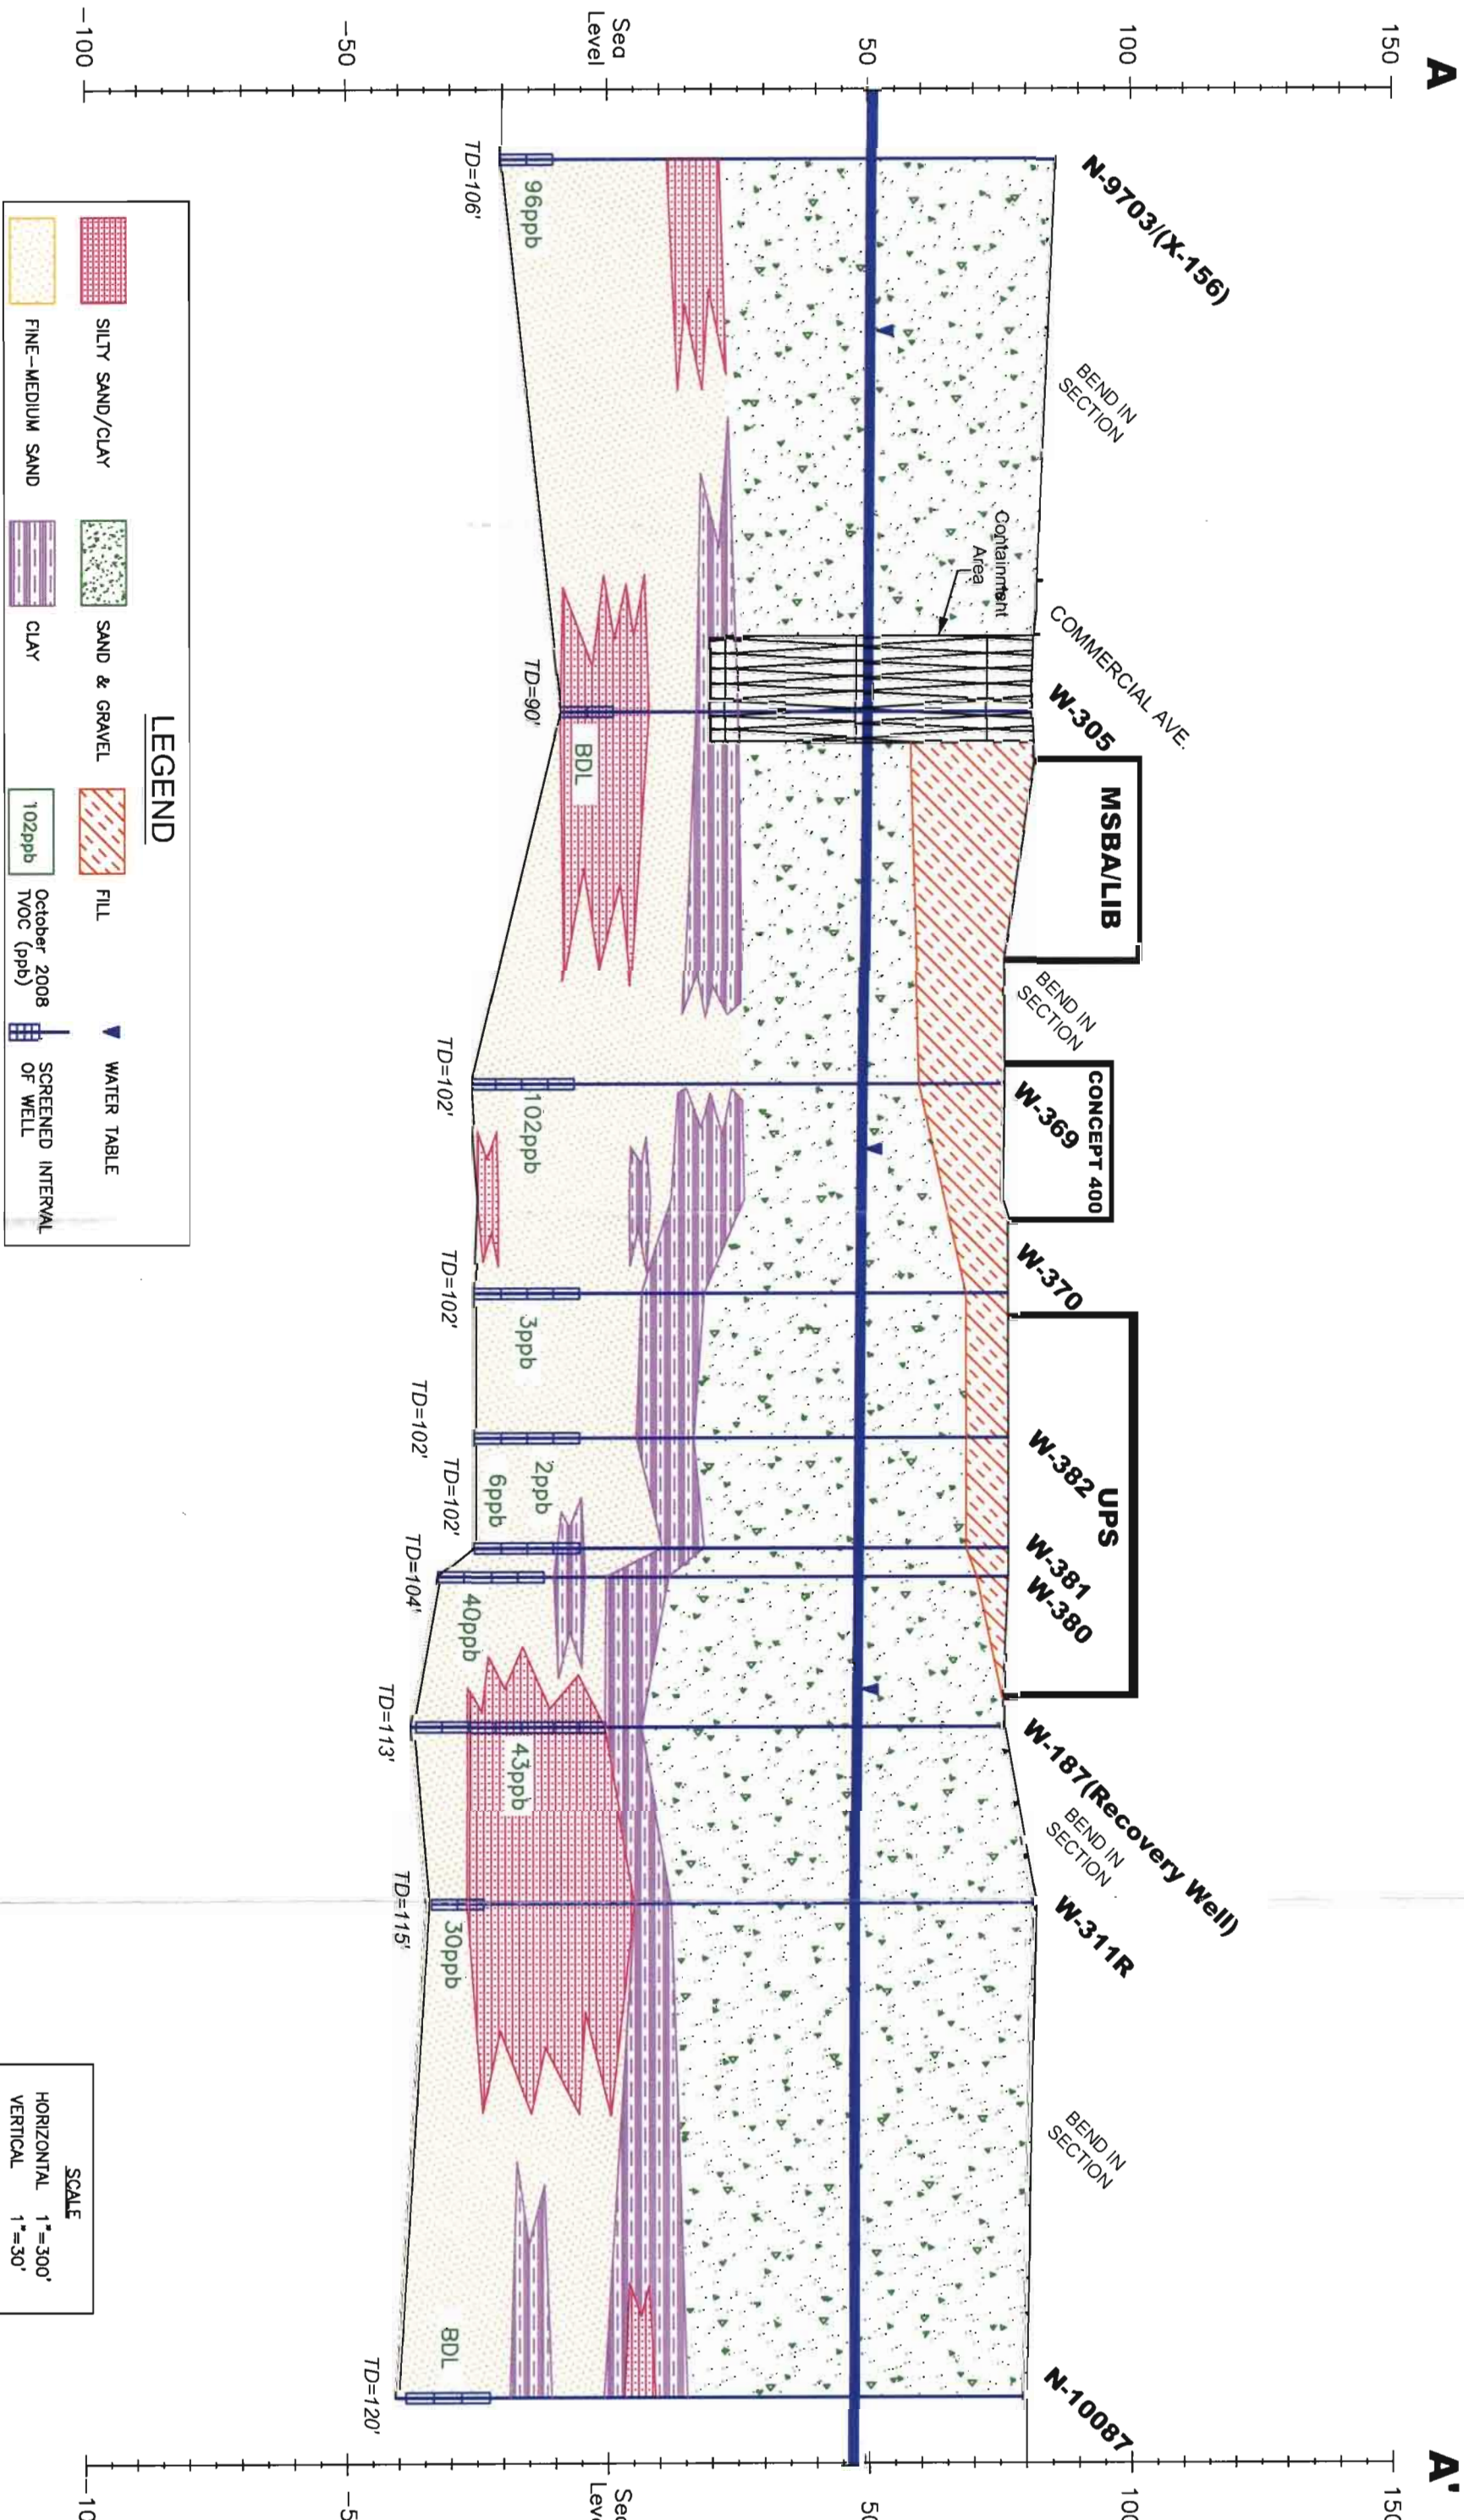 A
A'
150
100
50
Sea
Level
-50
-100
N-9703/(X-156)
BEND IN
SECTION
COMMERCIAL AVE.
W-305
MSBA/LIB
BEND IN
SECTION
CONCEPT 400
W-369
W-370
UPS
W-382
W-381
W-380
W-187(Recovery Well)
BEND IN
SECTION
W-311R
BEND IN
SECTION
N-10087
150
100
50
-10
Containment
Area
96ppb
BDL
102ppb
3ppb
2ppb
6ppb
40ppb
43ppb
30ppb
BDL
TD=106'
TD=90'
TD=102'
TD=102'
TD=102'
TD=102'
TD=104'
TD=113'
TD=115'
TD=120'
LEGEND
SILTY SAND/CLAY
SAND & GRAVEL
FILL
WATER TABLE
FINE-MEDIUM SAND
CLAY
102ppb
October 2008
TVOC (ppb)
SCREENED INTERVAL
OF WELL
SCALE
HORIZONTAL 1"=300'
VERTICAL 1"=30'